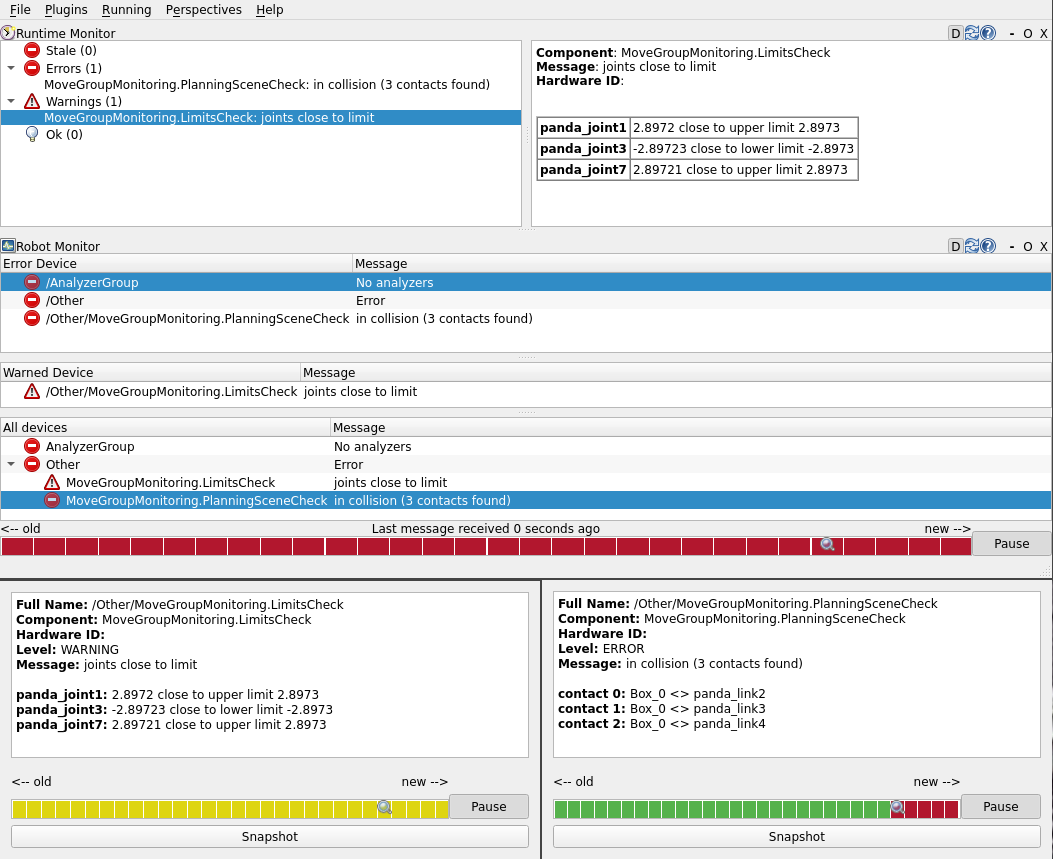 File Plugins Running Perspectives Help
Runtime Monitor D - O X
Stale (0)
Errors (1)
MoveGroupMonitoring.PlanningSceneCheck: in collision (3 contacts found)
Warnings (1)
MoveGroupMonitoring.LimitsCheck: joints close to limit
Ok (0)
Component: MoveGroupMonitoring.LimitsCheck
Message: joints close to limit
Hardware ID:
panda_joint1 2.8972 close to upper limit 2.8973
panda_joint3 -2.89723 close to lower limit -2.8973
panda_joint7 2.89721 close to upper limit 2.8973
Robot Monitor D - O X
Error Device Message
/AnalyzerGroup No analyzers
/Other Error
/Other/MoveGroupMonitoring.PlanningSceneCheck in collision (3 contacts found)
Warned Device Message
/Other/MoveGroupMonitoring.LimitsCheck joints close to limit
All devices Message
AnalyzerGroup No analyzers
Other Error
MoveGroupMonitoring.LimitsCheck joints close to limit
MoveGroupMonitoring.PlanningSceneCheck in collision (3 contacts found)
<-- old Last message received 0 seconds ago new -->
Pause
Full Name: /Other/MoveGroupMonitoring.LimitsCheck
Component: MoveGroupMonitoring.LimitsCheck
Hardware ID:
Level: WARNING
Message: joints close to limit
panda_joint1: 2.8972 close to upper limit 2.8973
panda_joint3: -2.89723 close to lower limit -2.8973
panda_joint7: 2.89721 close to upper limit 2.8973
<-- old new -->
Pause
Snapshot
Full Name: /Other/MoveGroupMonitoring.PlanningSceneCheck
Component: MoveGroupMonitoring.PlanningSceneCheck
Hardware ID:
Level: ERROR
Message: in collision (3 contacts found)
contact 0: Box_0 <> panda_link2
contact 1: Box_0 <> panda_link3
contact 2: Box_0 <> panda_link4
<-- old new -->
Pause
Snapshot